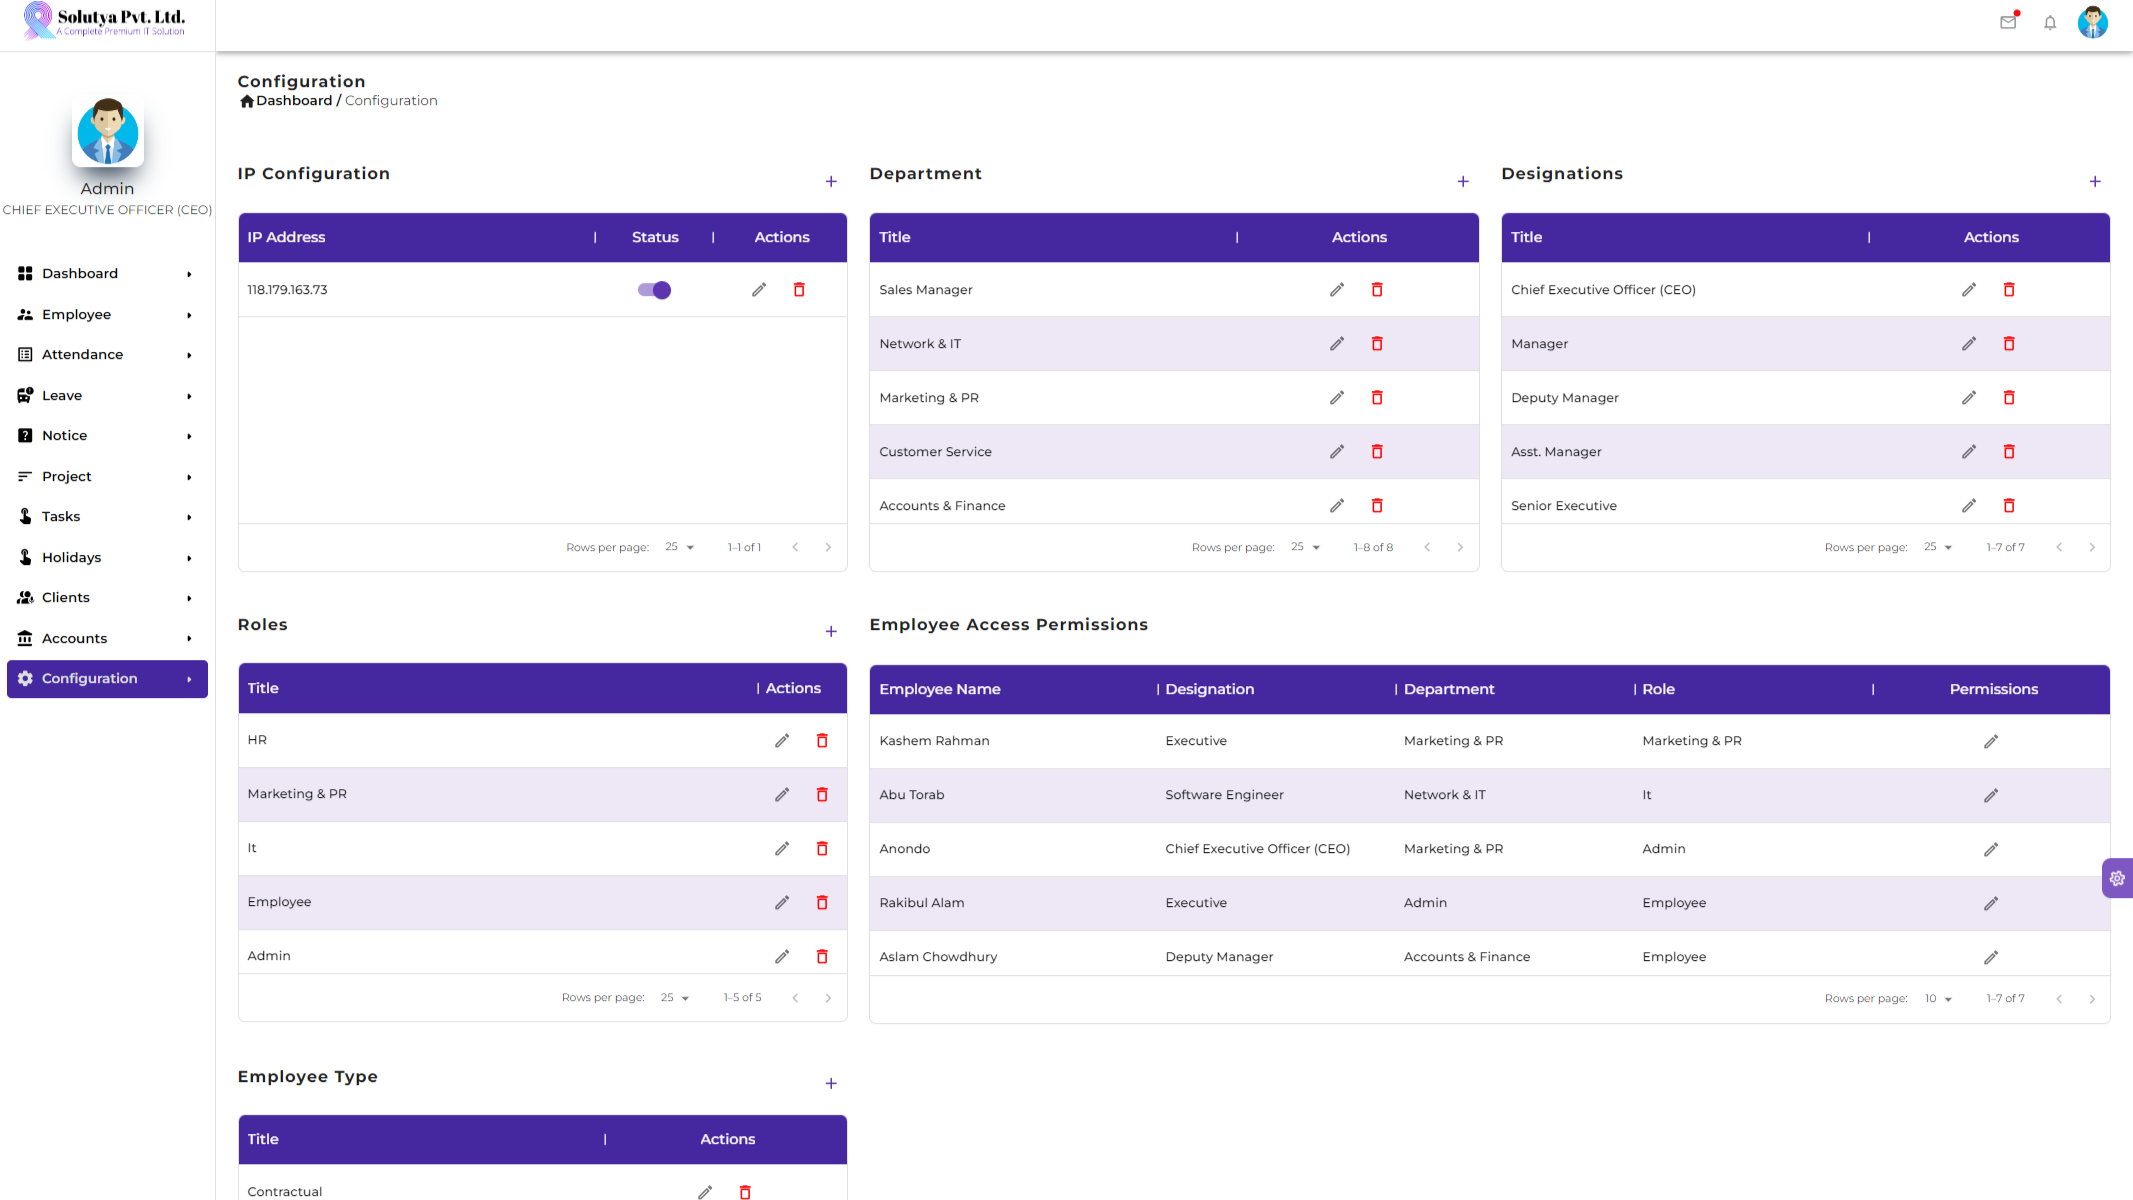 Solutya Pvt. Ltd.
A Complete Premium IT Solution
Admin
CHIEF EXECUTIVE OFFICER (CEO)
Dashboard
Employee
Attendance
Leave
Notice
Project
Tasks
Holidays
Clients
Accounts
Configuration
Configuration
Dashboard / Configuration
IP Configuration
IP Address Status Actions
118.179.163.73
Rows per page: 25 1–1 of 1
Department
Title Actions
Sales Manager
Network & IT
Marketing & PR
Customer Service
Accounts & Finance
Rows per page: 25 1–8 of 8
Designations
Title Actions
Chief Executive Officer (CEO)
Manager
Deputy Manager
Asst. Manager
Senior Executive
Rows per page: 25 1–7 of 7
Roles
Title Actions
HR
Marketing & PR
It
Employee
Admin
Rows per page: 25 1–5 of 5
Employee Access Permissions
Employee Name Designation Department Role Permissions
Kashem Rahman Executive Marketing & PR Marketing & PR
Abu Torab Software Engineer Network & IT It
Anondo Chief Executive Officer (CEO) Marketing & PR Admin
Rakibul Alam Executive Admin Employee
Aslam Chowdhury Deputy Manager Accounts & Finance Employee
Rows per page: 10 1–7 of 7
Employee Type
Title Actions
Contractual